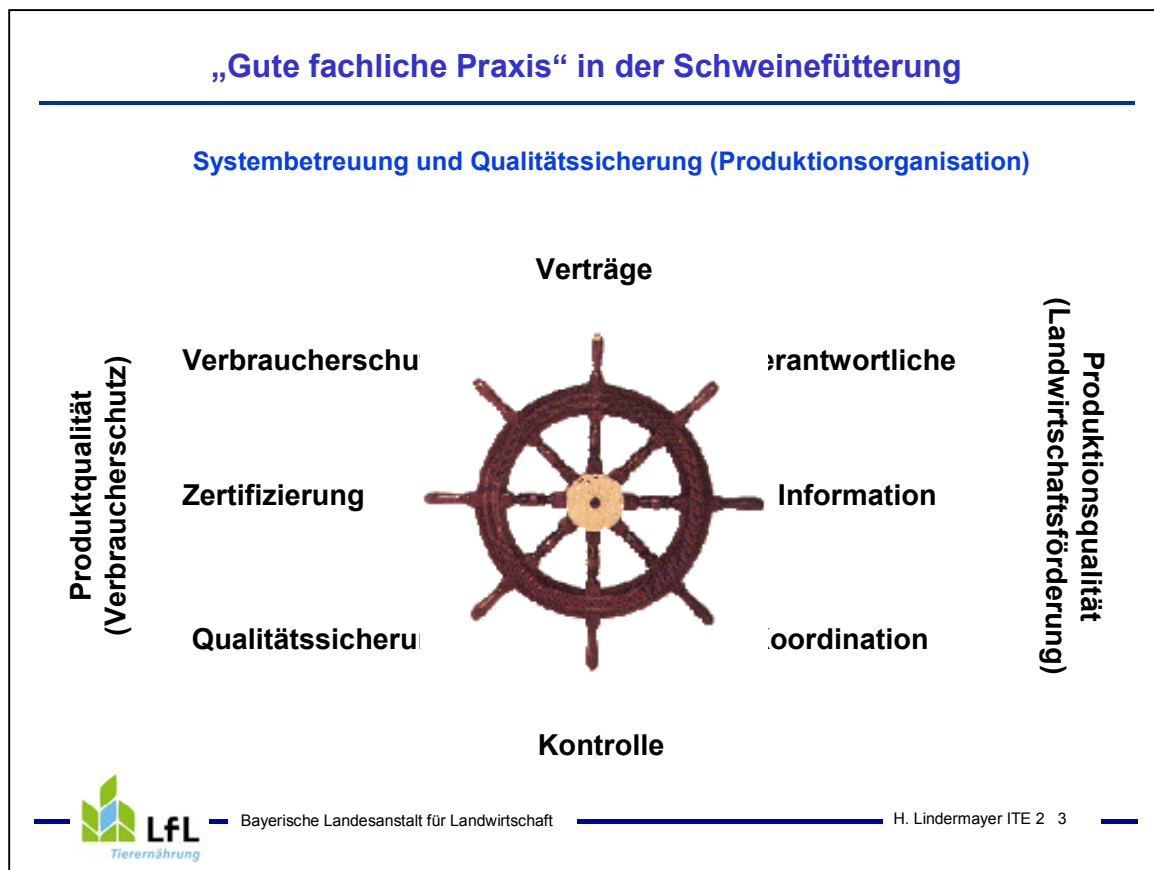 „Gute fachliche Praxis“ in der Schweinefütterung
Systembetreuung und Qualitätssicherung (Produktionsorganisation)
Verträge
Verbraucherschu
erantwortliche
Produktqualität
(Verbraucherschutz)
Produktionsqualität
(Landwirtschaftsförderung)
Zertifizierung
Information
Qualitätssicheru
oordination
Kontrolle
LfL
Tierernährung
Bayerische Landesanstalt für Landwirtschaft
H. Lindermayer ITE 2 3